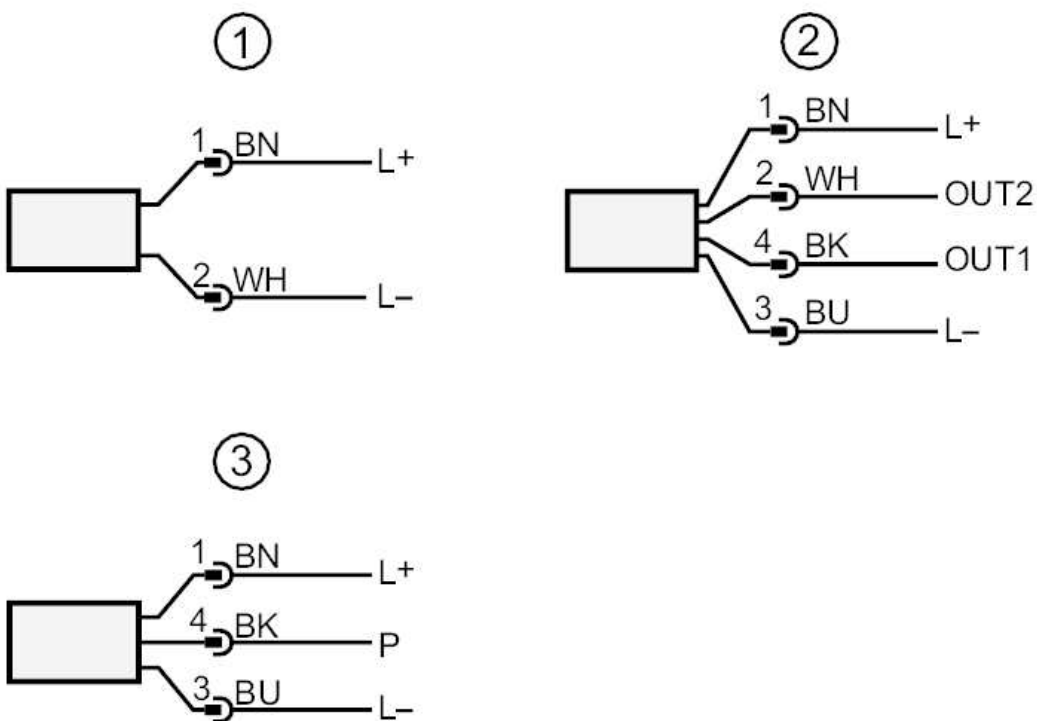 1
1 BN L+
2 WH L–
2
1 BN L+
2 WH OUT2
4 BK OUT1
3 BU L–
3
1 BN L+
4 BK P
3 BU L–